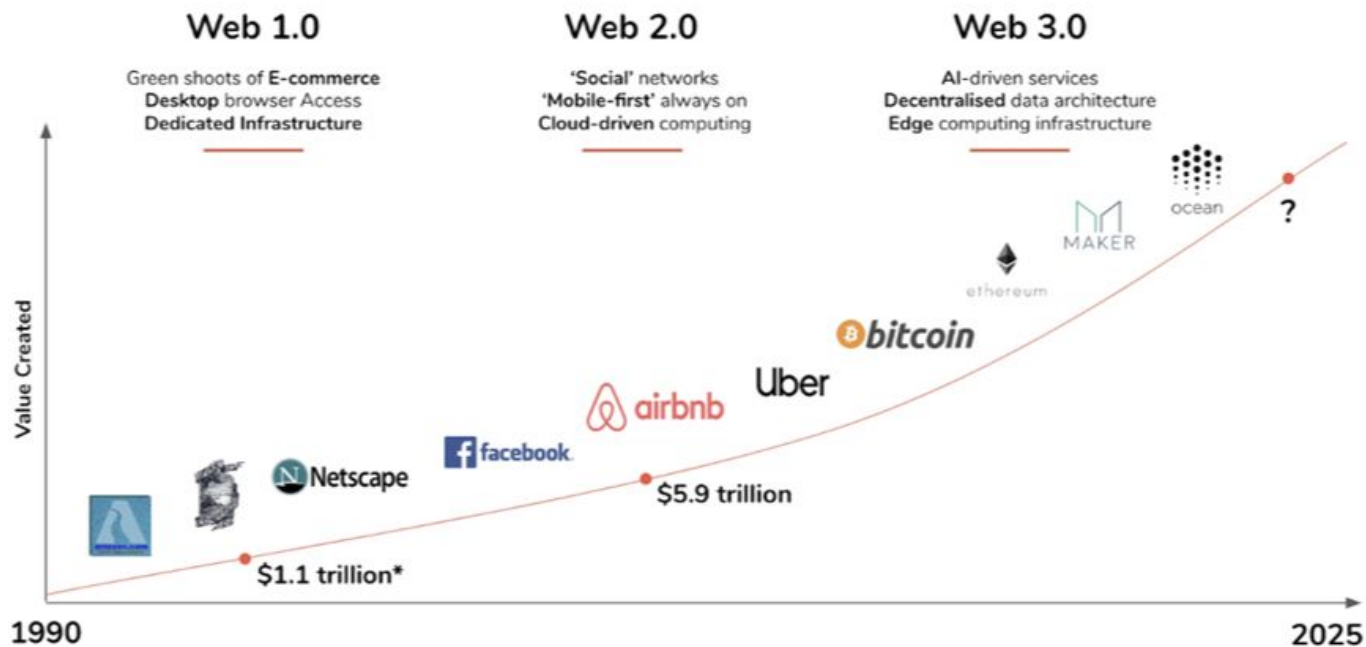 Web 1.0
Green shoots of E-commerce
Desktop browser Access
Dedicated Infrastructure
Web 2.0
'Social' networks
'Mobile-first' always on
Cloud-driven computing
Web 3.0
AI-driven services
Decentralised data architecture
Edge computing infrastructure
Value Created
N Netscape
$1.1 trillion*
f facebook
airbnb
$5.9 trillion
Uber
bitcoin
ethereum
MAKER
ocean
?
1990
2025